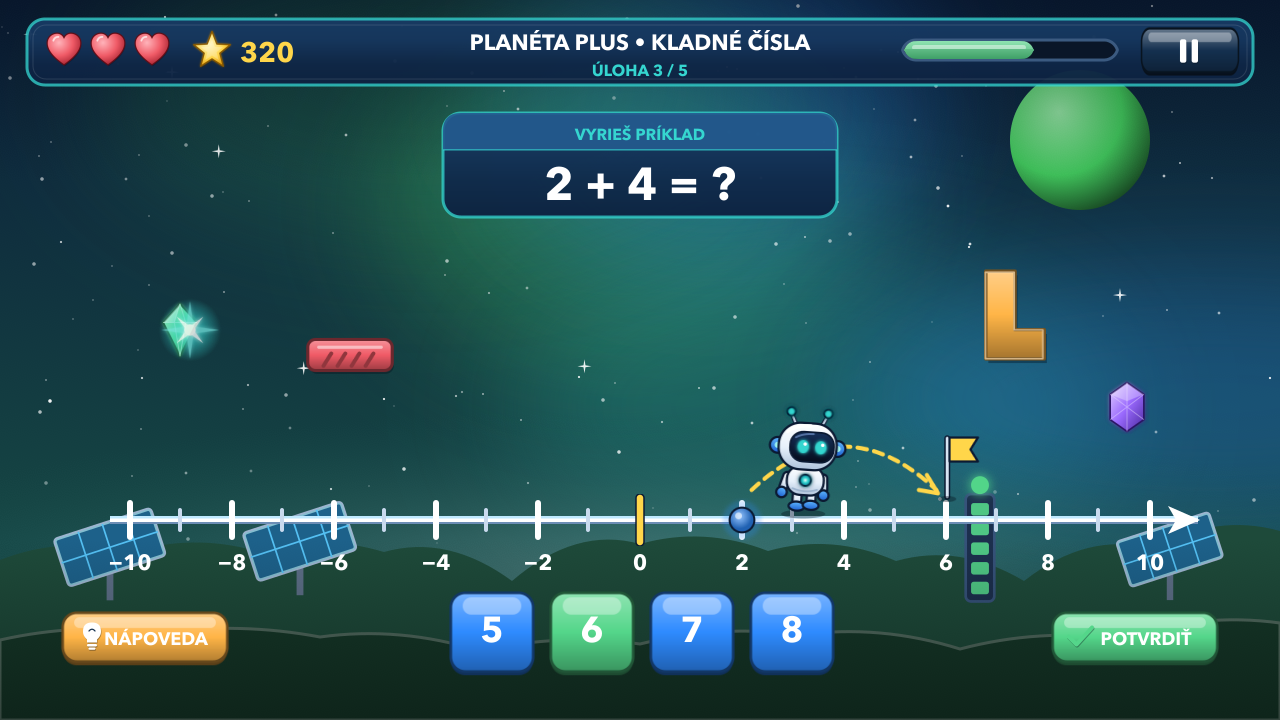 320
PLANÉTA PLUS • KLADNÉ ČÍSLA
ÚLOHA 3 / 5
VYRIEŠ PRÍKLAD
2 + 4 = ?
−10 −8 −6 −4 −2 0 2 4 6 8 10
NÁPOVEDA
5 6 7 8
POTVRDIŤ